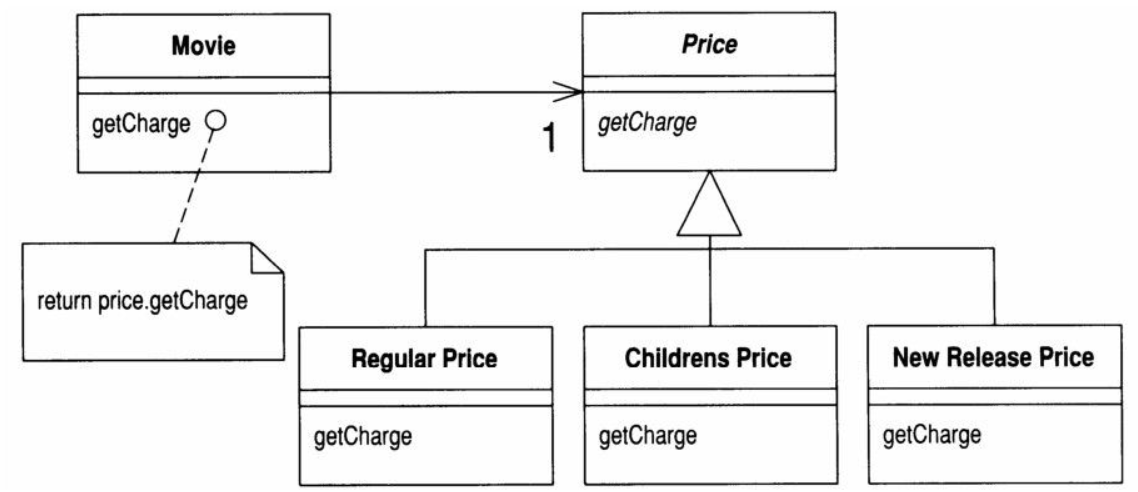 Movie
getCharge
1
Price
getCharge
return price.getCharge
Regular Price
getCharge
Childrens Price
getCharge
New Release Price
getCharge